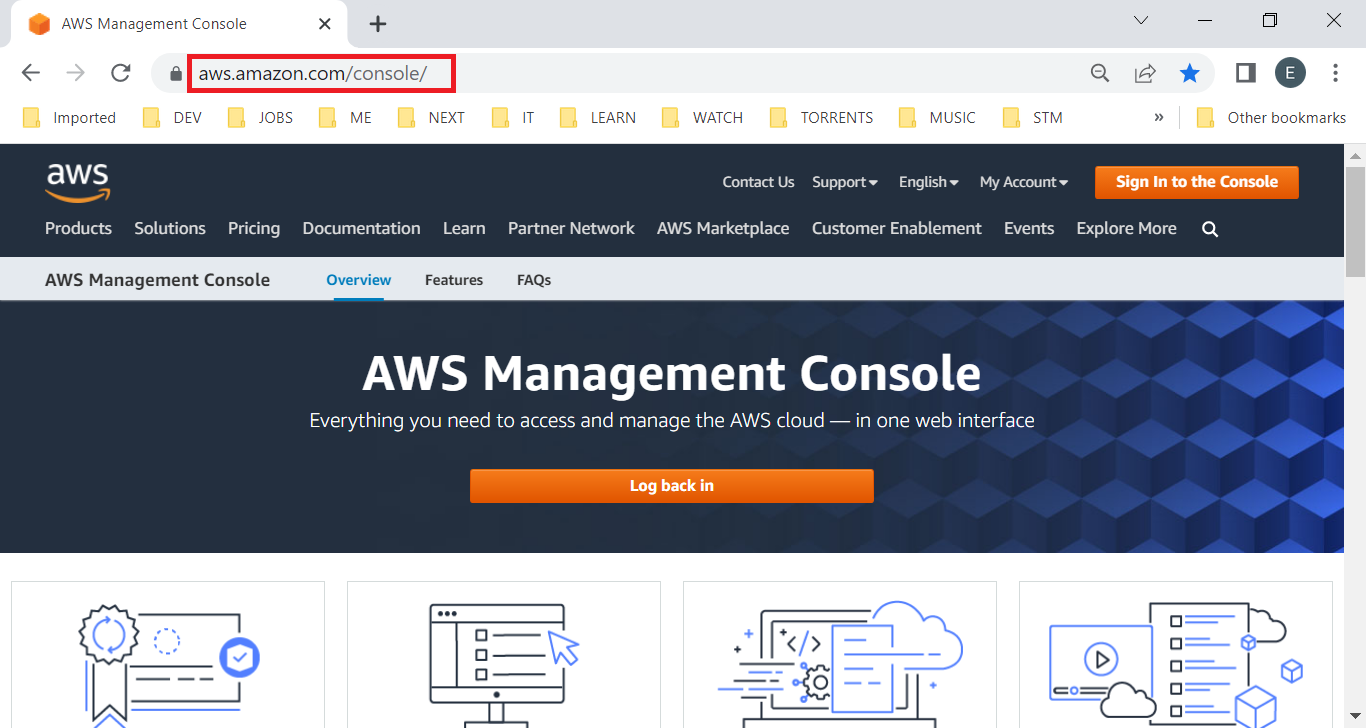 AWS Management Console
aws.amazon.com/console/
E
Imported DEV JOBS ME NEXT IT LEARN WATCH TORRENTS MUSIC STM » Other bookmarks
aws
Contact Us Support English My Account Sign In to the Console
Products Solutions Pricing Documentation Learn Partner Network AWS Marketplace Customer Enablement Events Explore More
AWS Management Console Overview Features FAQs
AWS Management Console
Everything you need to access and manage the AWS cloud — in one web interface
Log back in